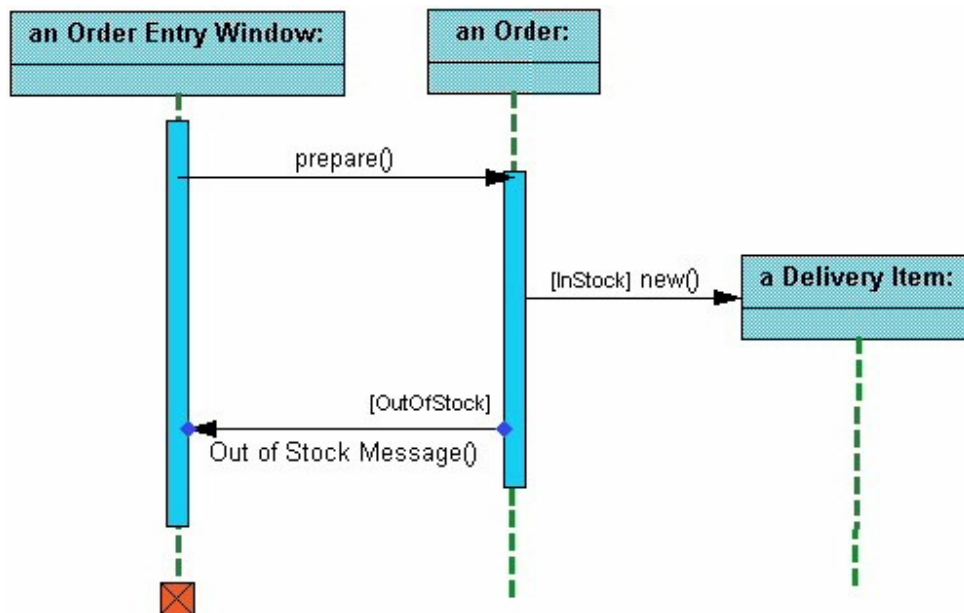 an Order Entry Window:
an Order:
prepare()
[InStock] new()
a Delivery Item:
[OutOfStock]
Out of Stock Message()